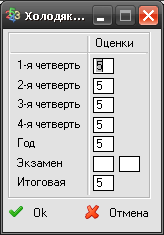 Холодяк...
Оценки
1-я четверть 5
2-я четверть 5
3-я четверть 5
4-я четверть 5
Год 5
Экзамен
Итоговая 5
Ok Отмена